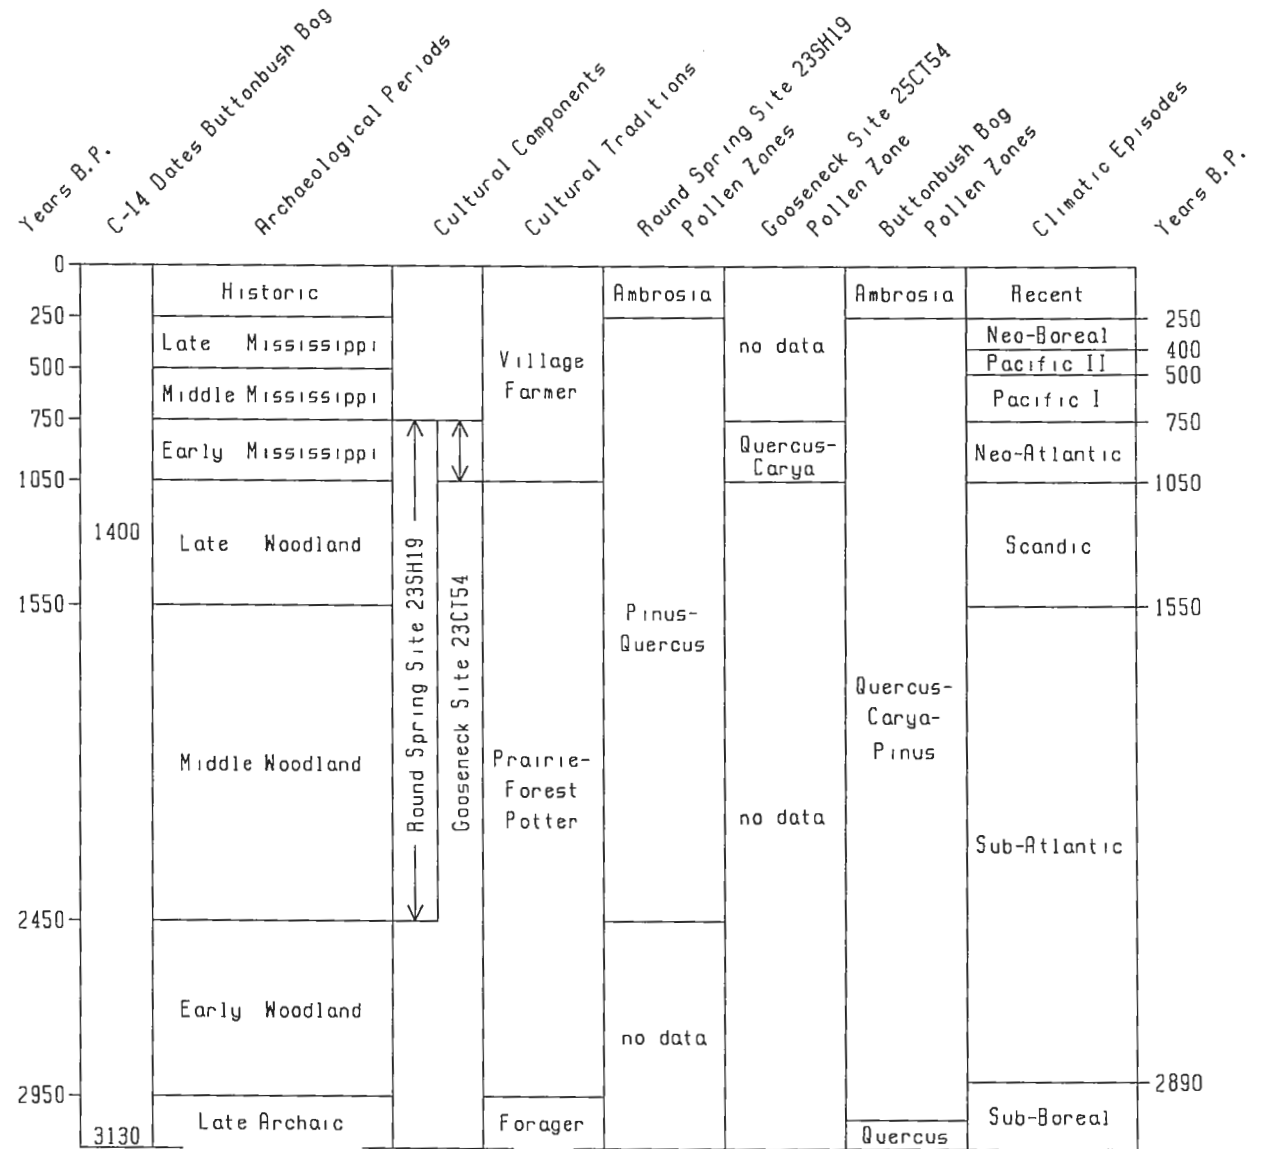 Years B.P.
C-14 Dates Buttonbush Bog
Archaeological Periods
Cultural Components
Cultural Traditions
Round Spring Site 23SH19
Pollen Zones
Gooseneck Site 25CT54
Pollen Zone
Buttonbush Bog
Pollen Zones
Climatic Episodes
Years B.P.
0
250
500
750
1050
1550
2450
2950
1400
3130
Historic
Late Mississippi
Middle Mississippi
Early Mississippi
Late Woodland
Middle Woodland
Early Woodland
Late Archaic
Round Spring Site 23SH19
Gooseneck Site 23CT54
Village
Farmer
Prairie-
Forest
Potter
Forager
Ambrosia
Pinus-
Quercus
no data
no data
Quercus-
Carya
no data
Ambrosia
Quercus-
Carya-
Pinus
Quercus
Recent
Neo-Boreal
Pacific II
Pacific I
Neo-Atlantic
Scandic
Sub-Atlantic
Sub-Boreal
250
400
500
750
1050
1550
2890